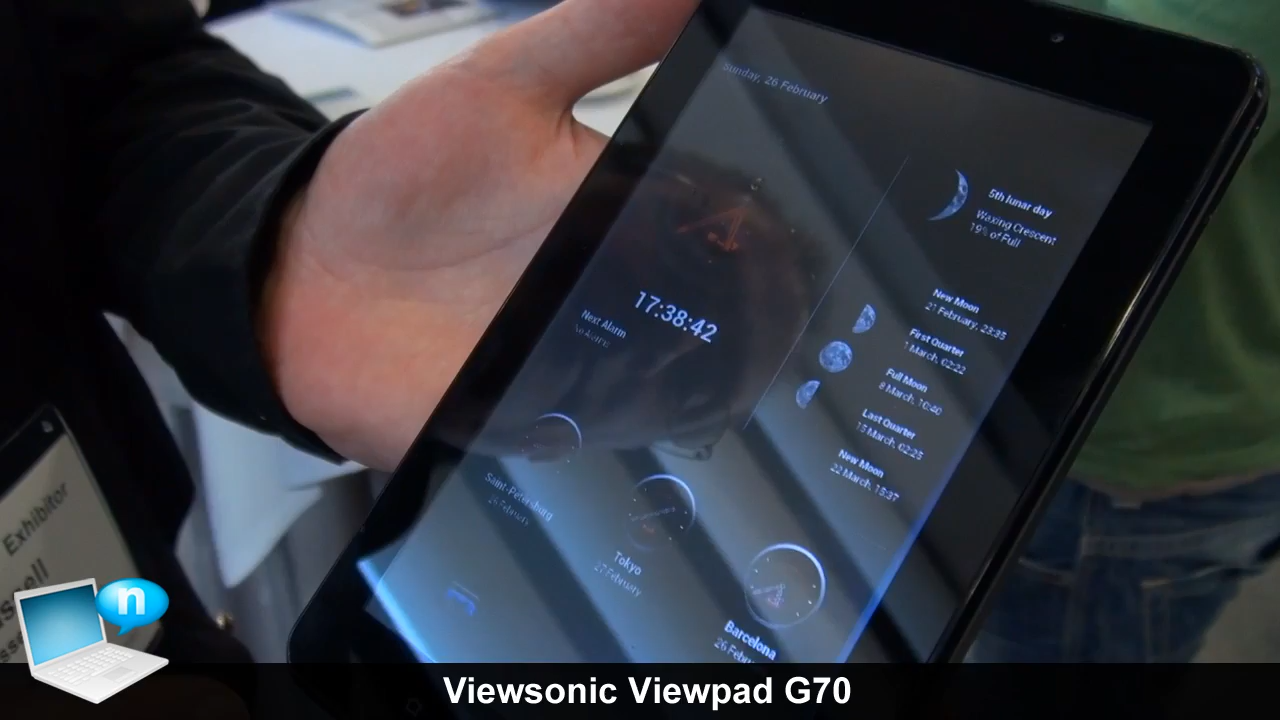 Sunday, 26 February
5th lunar day
Waxing Crescent
19% of Full
17:38:42
Next Alarm
No Alarms
New Moon
21 February, 23:35
First Quarter
1 March, 02:22
Full Moon
8 March, 10:40
Last Quarter
15 March, 02:25
New Moon
22 March, 15:37
Saint-Petersburg
26 February
Tokyo
27 February
Barcelona
26
Exhibitor
n
Viewsonic Viewpad G70